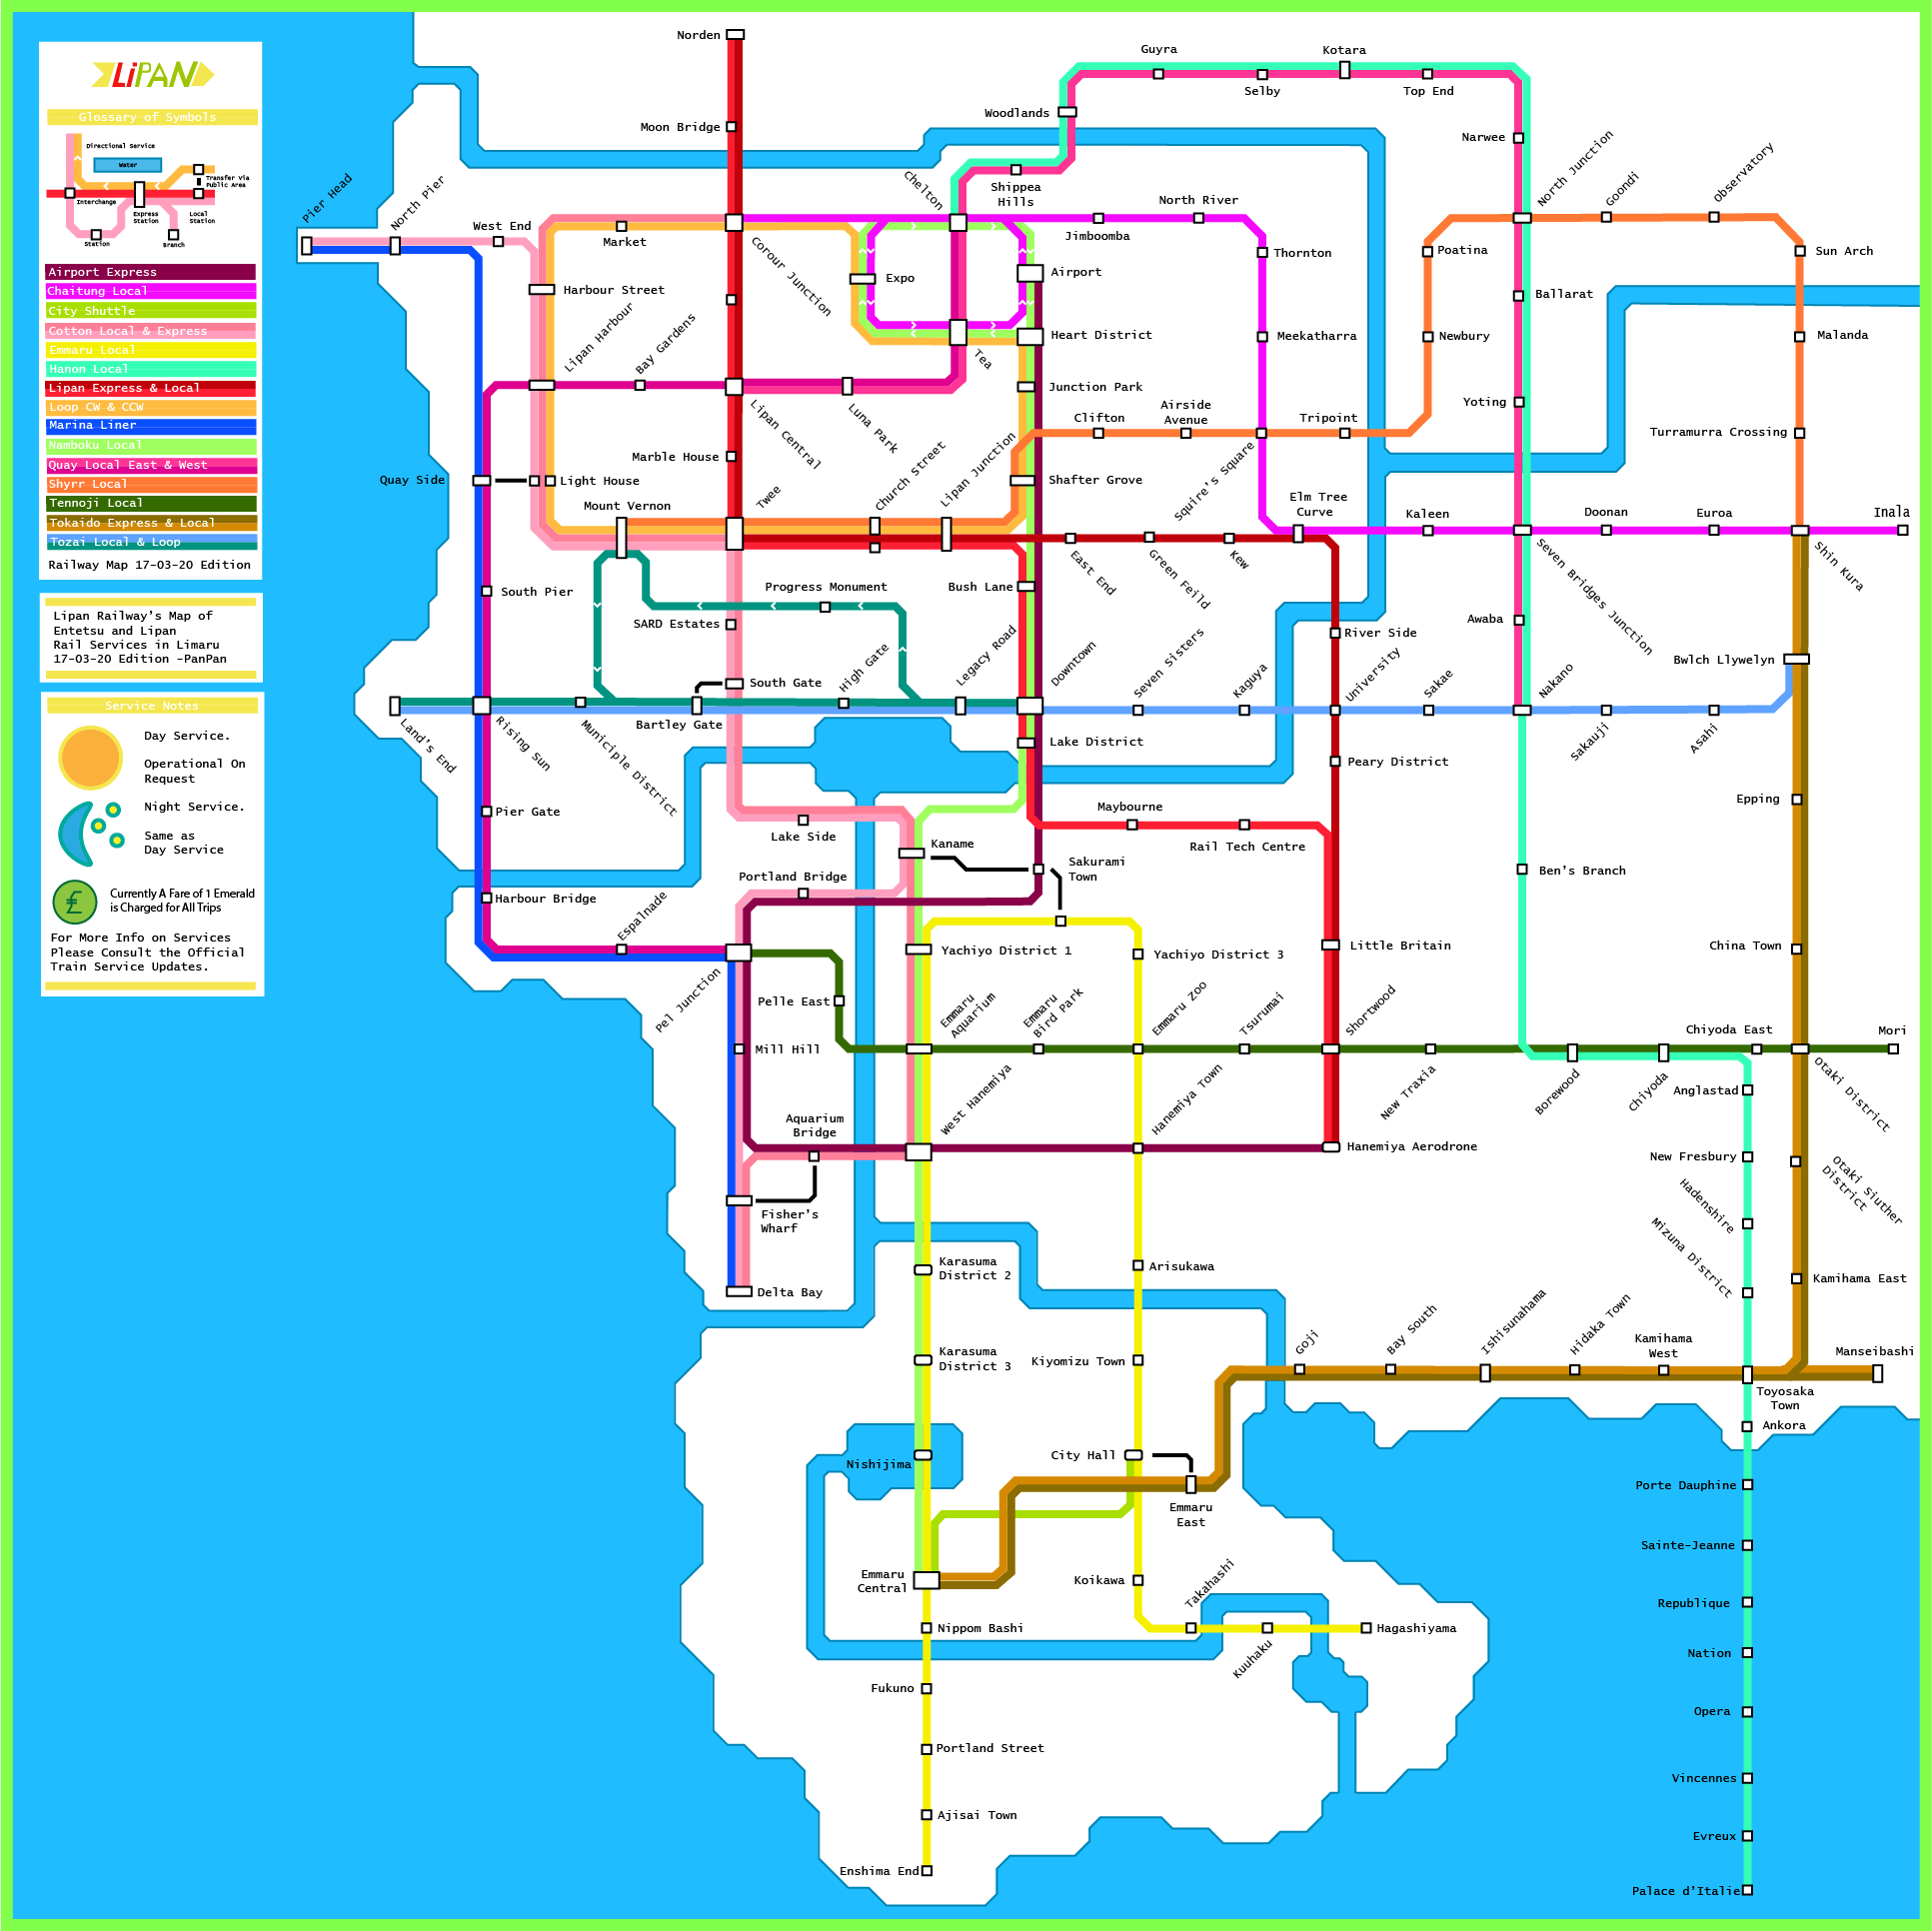 LiPAN
Glossary of Symbols
Directional Service
Water
Transfer Via
Public Area
Interchange
Express
Station
Local
Station
Station
Branch
Airport Express
Chaitung Local
City Shuttle
Cotton Local & Express
Emmaru Local
Hanon Local
Lipan Express & Local
Loop CW & CCW
Marina Liner
Namboku Local
Quay Local East & West
Shyrr Local
Tennoji Local
Tokaido Express & Local
Tozai Local & Loop
Railway Map 17-03-20 Edition
Lipan Railway's Map of
Entetsu and Lipan
Rail Services in Limaru
17-03-20 Edition -PanPan
Service Notes
Day Service.
Operational On
Request
Night Service.
Same as
Day Service
£
Currently A Fare of 1 Emerald
is Charged for All Trips
For More Info on Services
Please Consult the Official
Train Service Updates.
Norden
Moon Bridge
Guyra
Kotara
Selby
Top End
Woodlands
Narwee
North Junction
Goondi
Observatory
Shippea
Hills
Chelton
Pier Head
North Pier
West End
Market
Corour Junction
Jimboomba
North River
Thornton
Poatina
Sun Arch
Expo
Airport
Harbour Street
Lipan Harbour
Bay Gardens
Ballarat
Heart District
Meekatharra
Newbury
Malanda
Tea
Junction Park
Luna Park
Lipan Central
Clifton
Airside
Avenue
Tripoint
Yoting
Turramurra Crossing
Marble House
Church Street
Lipan Junction
Squire's Square
Quay Side
Light House
Shafter Grove
Mount Vernon
Twee
Elm Tree
Curve
Kaleen
Doonan
Euroa
Inala
East End
Green Feild
Kew
Seven Bridges Junction
Shin Kura
South Pier
Progress Monument
Bush Lane
SARD Estates
River Side
Awaba
South Gate
High Gate
Legacy Road
Downtown
Seven Sisters
Kaguya
University
Sakae
Nakano
Bwlch Llywelyn
Land's End
Rising Sun
Municiple District
Bartley Gate
Lake District
Sakauji
Asahi
Peary District
Pier Gate
Lake Side
Maybourne
Rail Tech Centre
Epping
Kaname
Sakurami
Town
Ben's Branch
Portland Bridge
Harbour Bridge
Espalnade
Yachiyo District 1
Yachiyo District 3
Little Britain
China Town
Pel Junction
Pelle East
Emmaru
Aquarium
Emmaru
Bird Park
Emmaru Zoo
Tsurumai
Shortwood
Chiyoda East
Mori
Mill Hill
West Hanemiya
Hanemiya Town
New Traxia
Borewood
Chiyoda
Otaki District
Anglastad
Aquarium
Bridge
Hanemiya Aerodrone
New Fresbury
Otaki Siuther
District
Fisher's
Wharf
Hadenshire
Mizuna District
Karasuma
District 2
Arisukawa
Kamihama East
Delta Bay
Karasuma
District 3
Kiyomizu Town
Goji
Bay South
Ishisunahama
Hidaka Town
Kamihama
West
Manseibashi
Toyosaka
Town
Ankora
Nishijima
City Hall
Emmaru
East
Porte Dauphine
Sainte-Jeanne
Emmaru
Central
Koikawa
Takahashi
Republique
Nippom Bashi
Kuuhaku
Hagashiyama
Nation
Fukuno
Opera
Portland Street
Vincennes
Ajisai Town
Evreux
Enshima End
Palace d'Italie